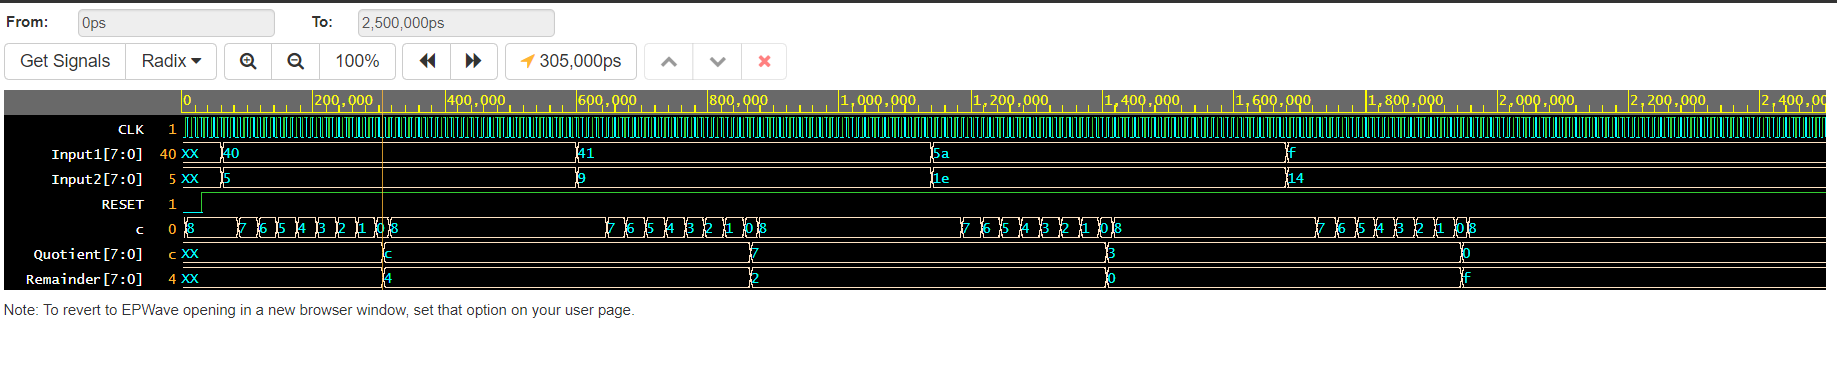 From: 0ps To: 2,500,000ps
Get Signals Radix 100% 305,000ps
0 200,000 400,000 600,000 800,000 1,000,000 1,200,000 1,400,000 1,600,000 1,800,000 2,000,000 2,200,000 2,400,00
CLK 1
Input1[7:0] 40 XX 40 41 5a f
Input2[7:0] 5 XX 5 9 1e 14
RESET 1
c 0 8 7 6 5 4 3 2 1 0 8 7 6 5 4 3 2 1 0 8 7 6 5 4 3 2 1 0 8 7 6 5 4 3 2 1 0 8
Quotient[7:0] c XX c 7 3 0
Remainder[7:0] 4 XX 4 2 0 f
Note: To revert to EPWave opening in a new browser window, set that option on your user page.